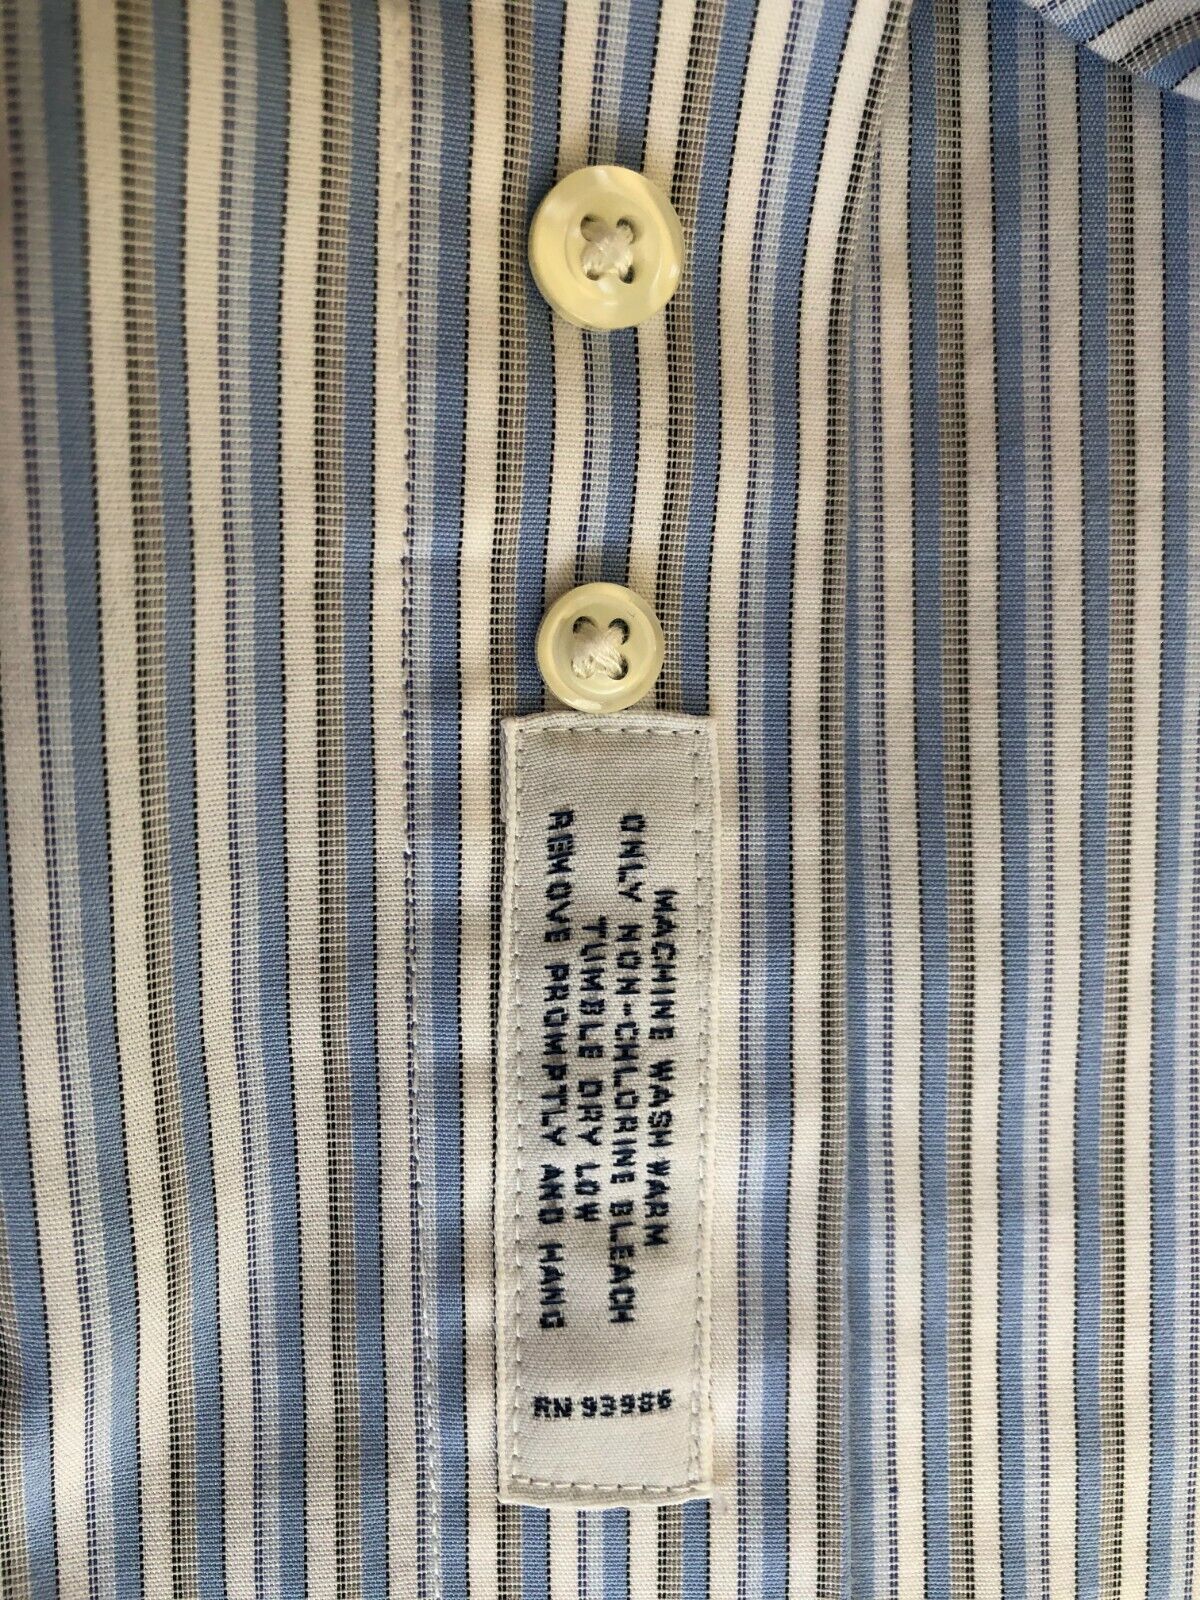 MACHINE WASH WARM
ONLY NON-CHLORINE BLEACH
TUMBLE DRY LOW
REMOVE PROMPTLY AND HANG
RN 93986